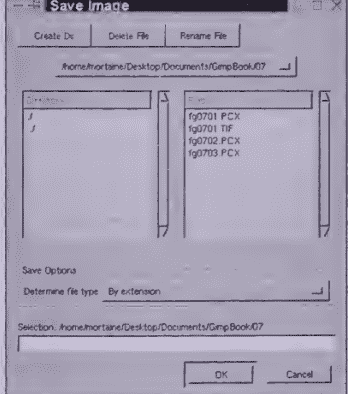 Save Image
Create Dir Delete File Rename File
/home/mortaine/Desktop/Documents/GimpBook/07
Directories Files
./
../
fg0701.PCX
fg0701.TIF
fg0702.PCX
fg0703.PCX
Save Options
Determine file type: By extension
Selection: /home/mortaine/Desktop/Documents/GimpBook/07
OK Cancel